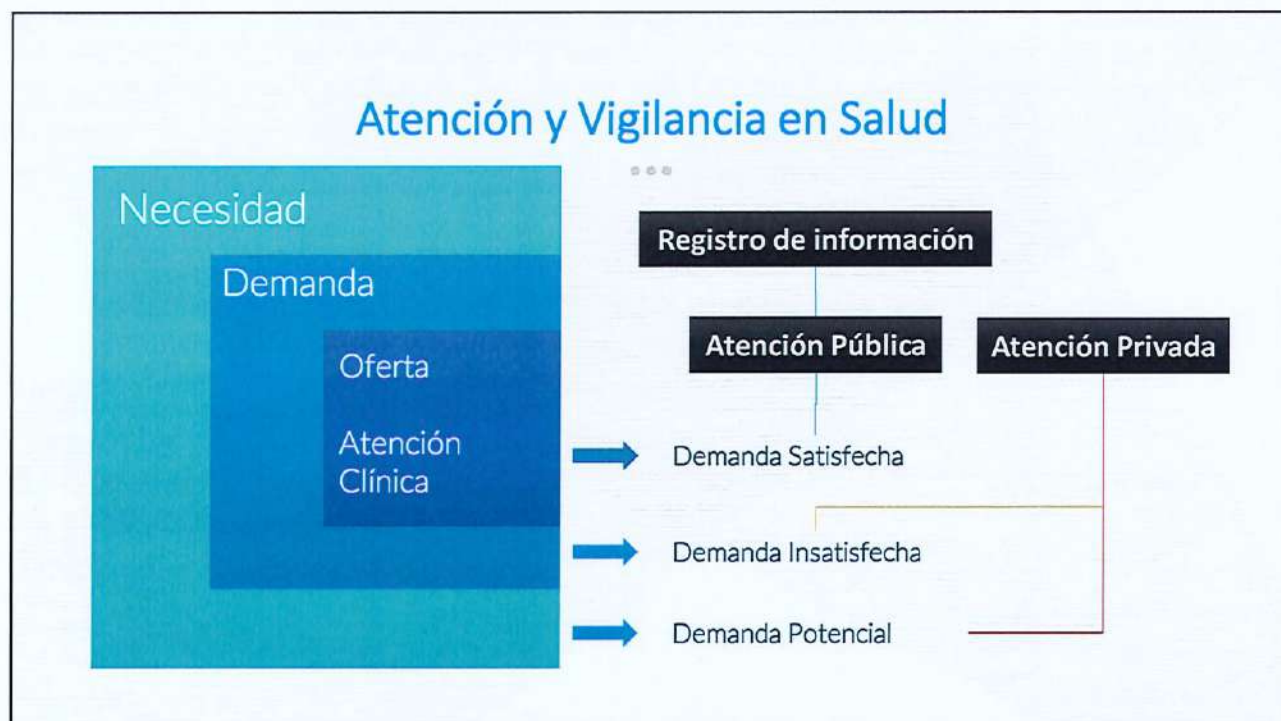 Atención y Vigilancia en Salud
Necesidad
Demanda
Oferta
Atención
Clínica
Registro de información
Atención Pública
Atención Privada
Demanda Satisfecha
Demanda Insatisfecha
Demanda Potencial